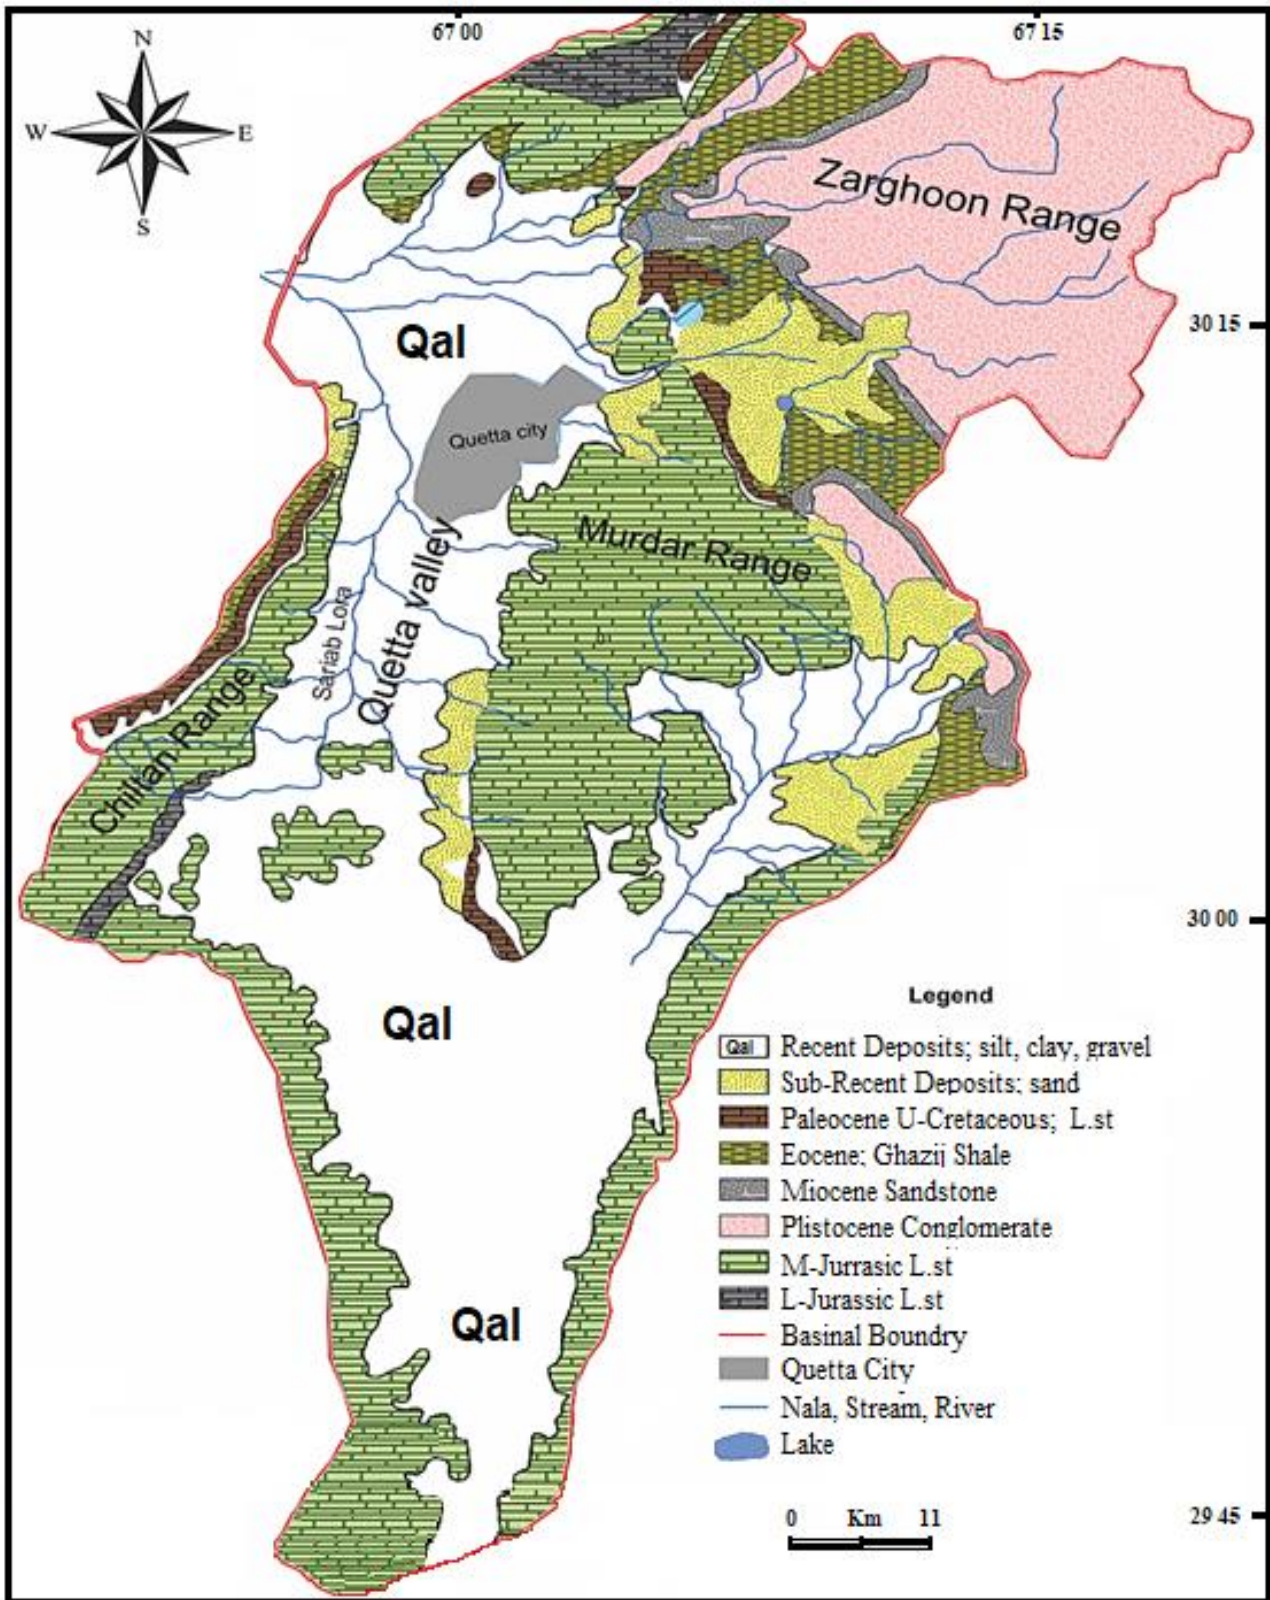 67 00
67 15
N
W
E
S
Zarghoon Range
30 15
Qal
Quetta city
Murdar Range
Quetta valley
Sariab Lora
Chiltan Range
30 00
Qal
Legend
Qal Recent Deposits; silt, clay, gravel
Sub-Recent Deposits; sand
Paleocene U-Cretaceous; L.st
Eocene; Ghazij Shale
Miocene Sandstone
Plistocene Conglomerate
M-Jurrasic L.st
L-Jurassic L.st
Basinal Boundry
Quetta City
Nala, Stream, River
Lake
Qal
0 Km 11
29 45